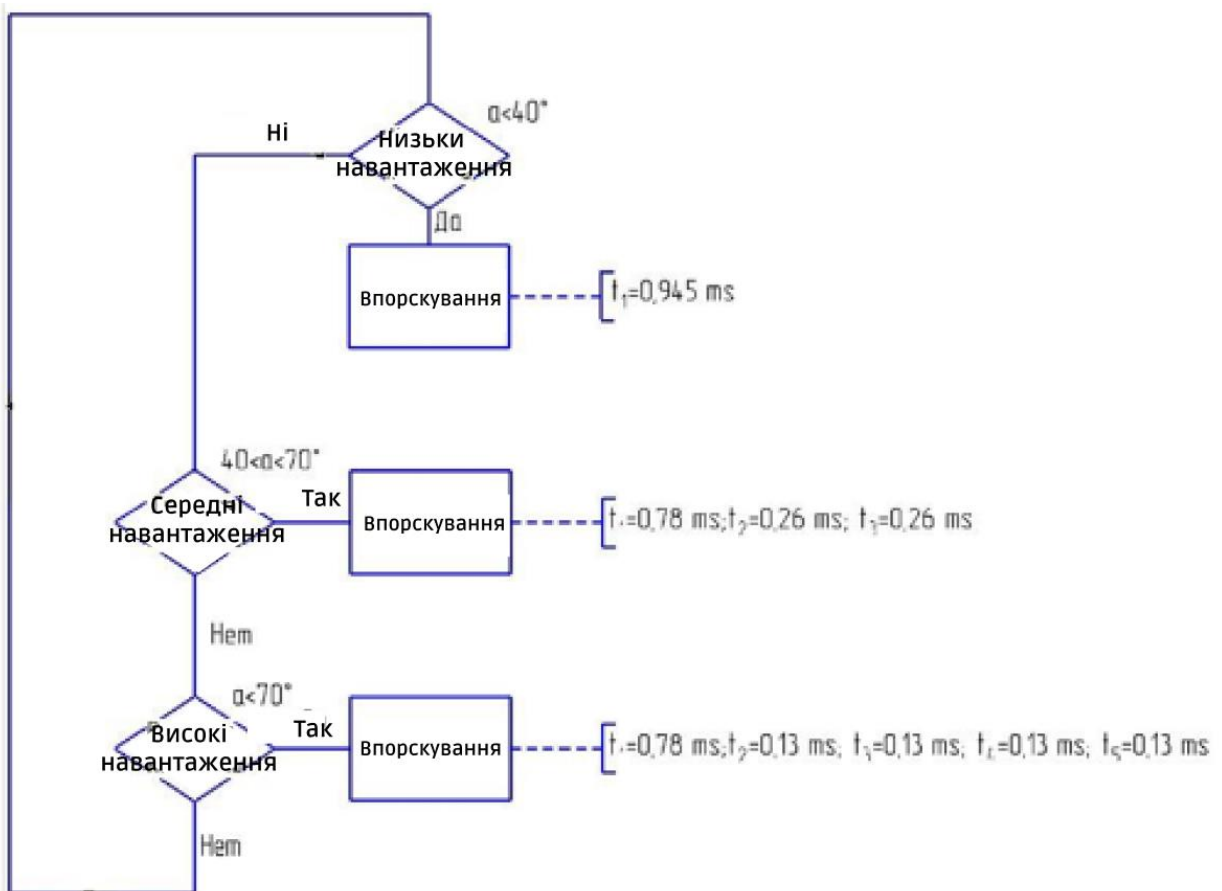 α<40°
Ні
Низьки
навантаження
Да
Впорскування
t₁=0,945 ms
40<α<70°
Середні
навантаження
Так
Впорскування
t₁=0,78 ms;t₂=0,26 ms; t₃=0,26 ms
Нет
α<70°
Високі
навантаження
Так
Впорскування
t₁=0,78 ms;t₂=0,13 ms; t₃=0,13 ms; t₄=0,13 ms; t₅=0,13 ms
Нет